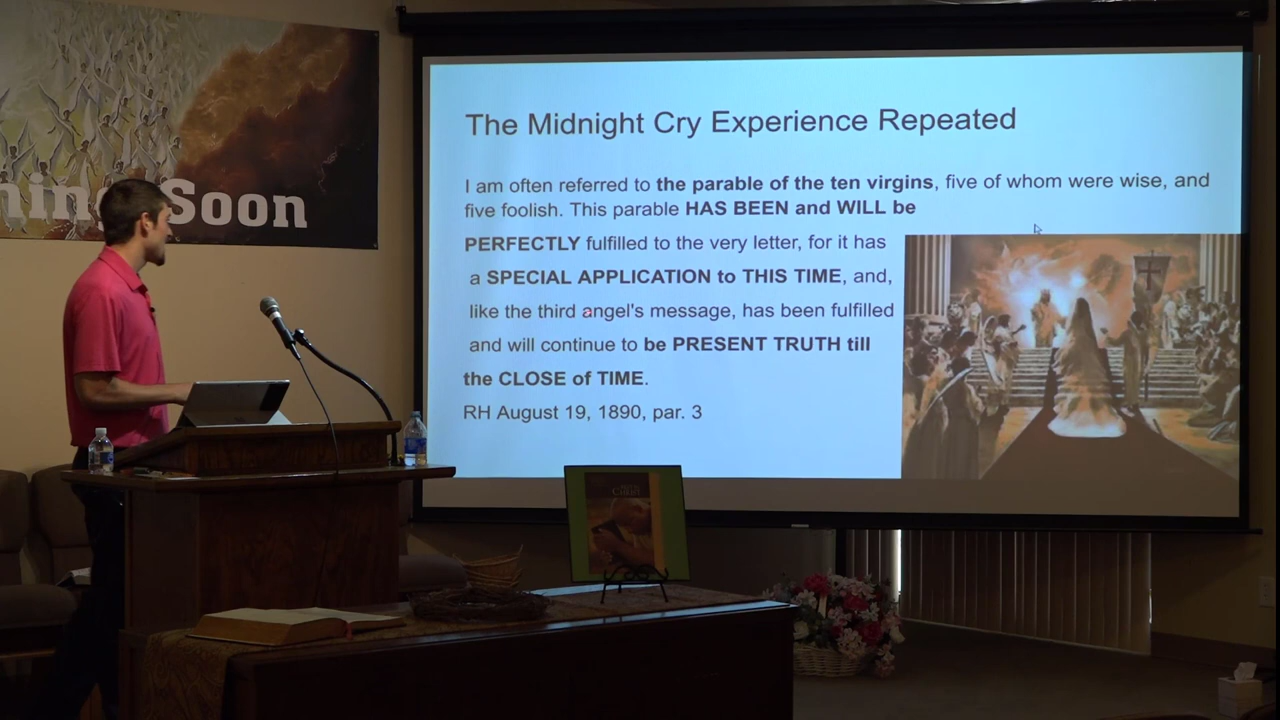 ning Soon
The Midnight Cry Experience Repeated
I am often referred to the parable of the ten virgins, five of whom were wise, and
five foolish. This parable HAS BEEN and WILL be
PERFECTLY fulfilled to the very letter, for it has
a SPECIAL APPLICATION to THIS TIME, and,
like the third angel's message, has been fulfilled
and will continue to be PRESENT TRUTH till
the CLOSE of TIME.
RH August 19, 1890, par. 3
Christ